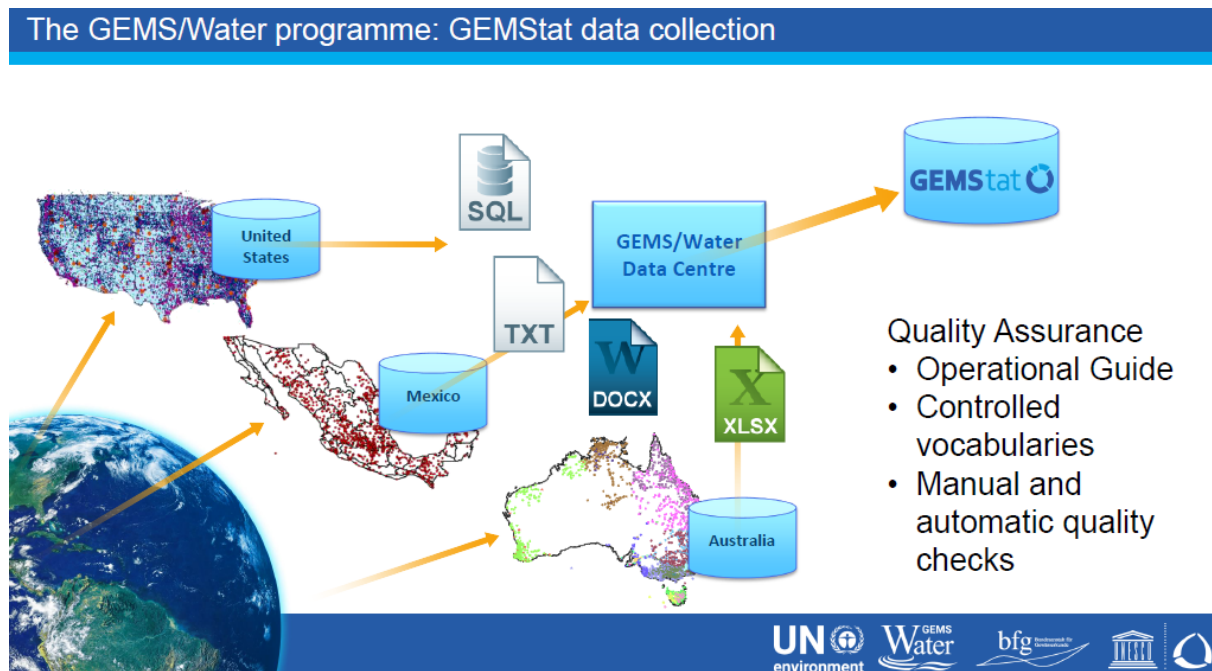 The GEMS/Water programme: GEMStat data collection
SQL
GEMStat
United
States
GEMS/Water
Data Centre
TXT
W
DOCX
X
XLSX
Mexico
Australia
Quality Assurance
• Operational Guide
• Controlled
vocabularies
• Manual and
automatic quality
checks
UN
environment
GEMS
Water
bfg